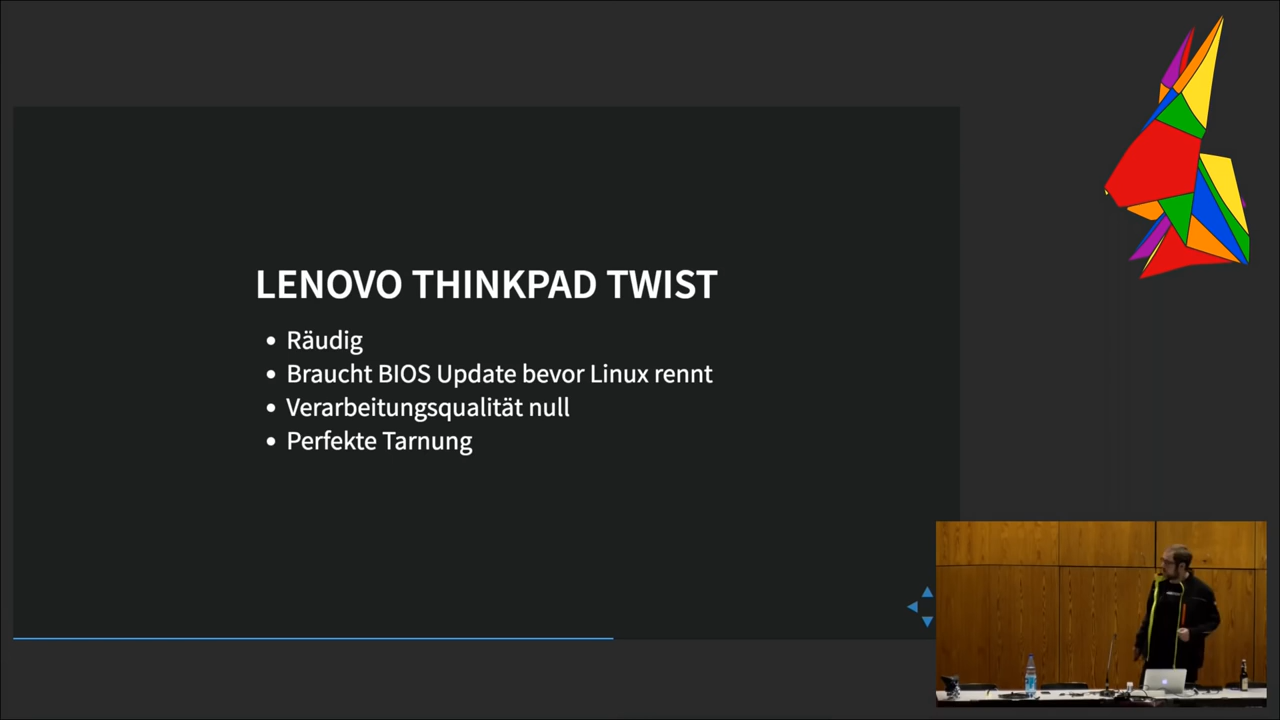 LENOVO THINKPAD TWIST
Räudig
Braucht BIOS Update bevor Linux rennt
Verarbeitungsqualität null
Perfekte Tarnung